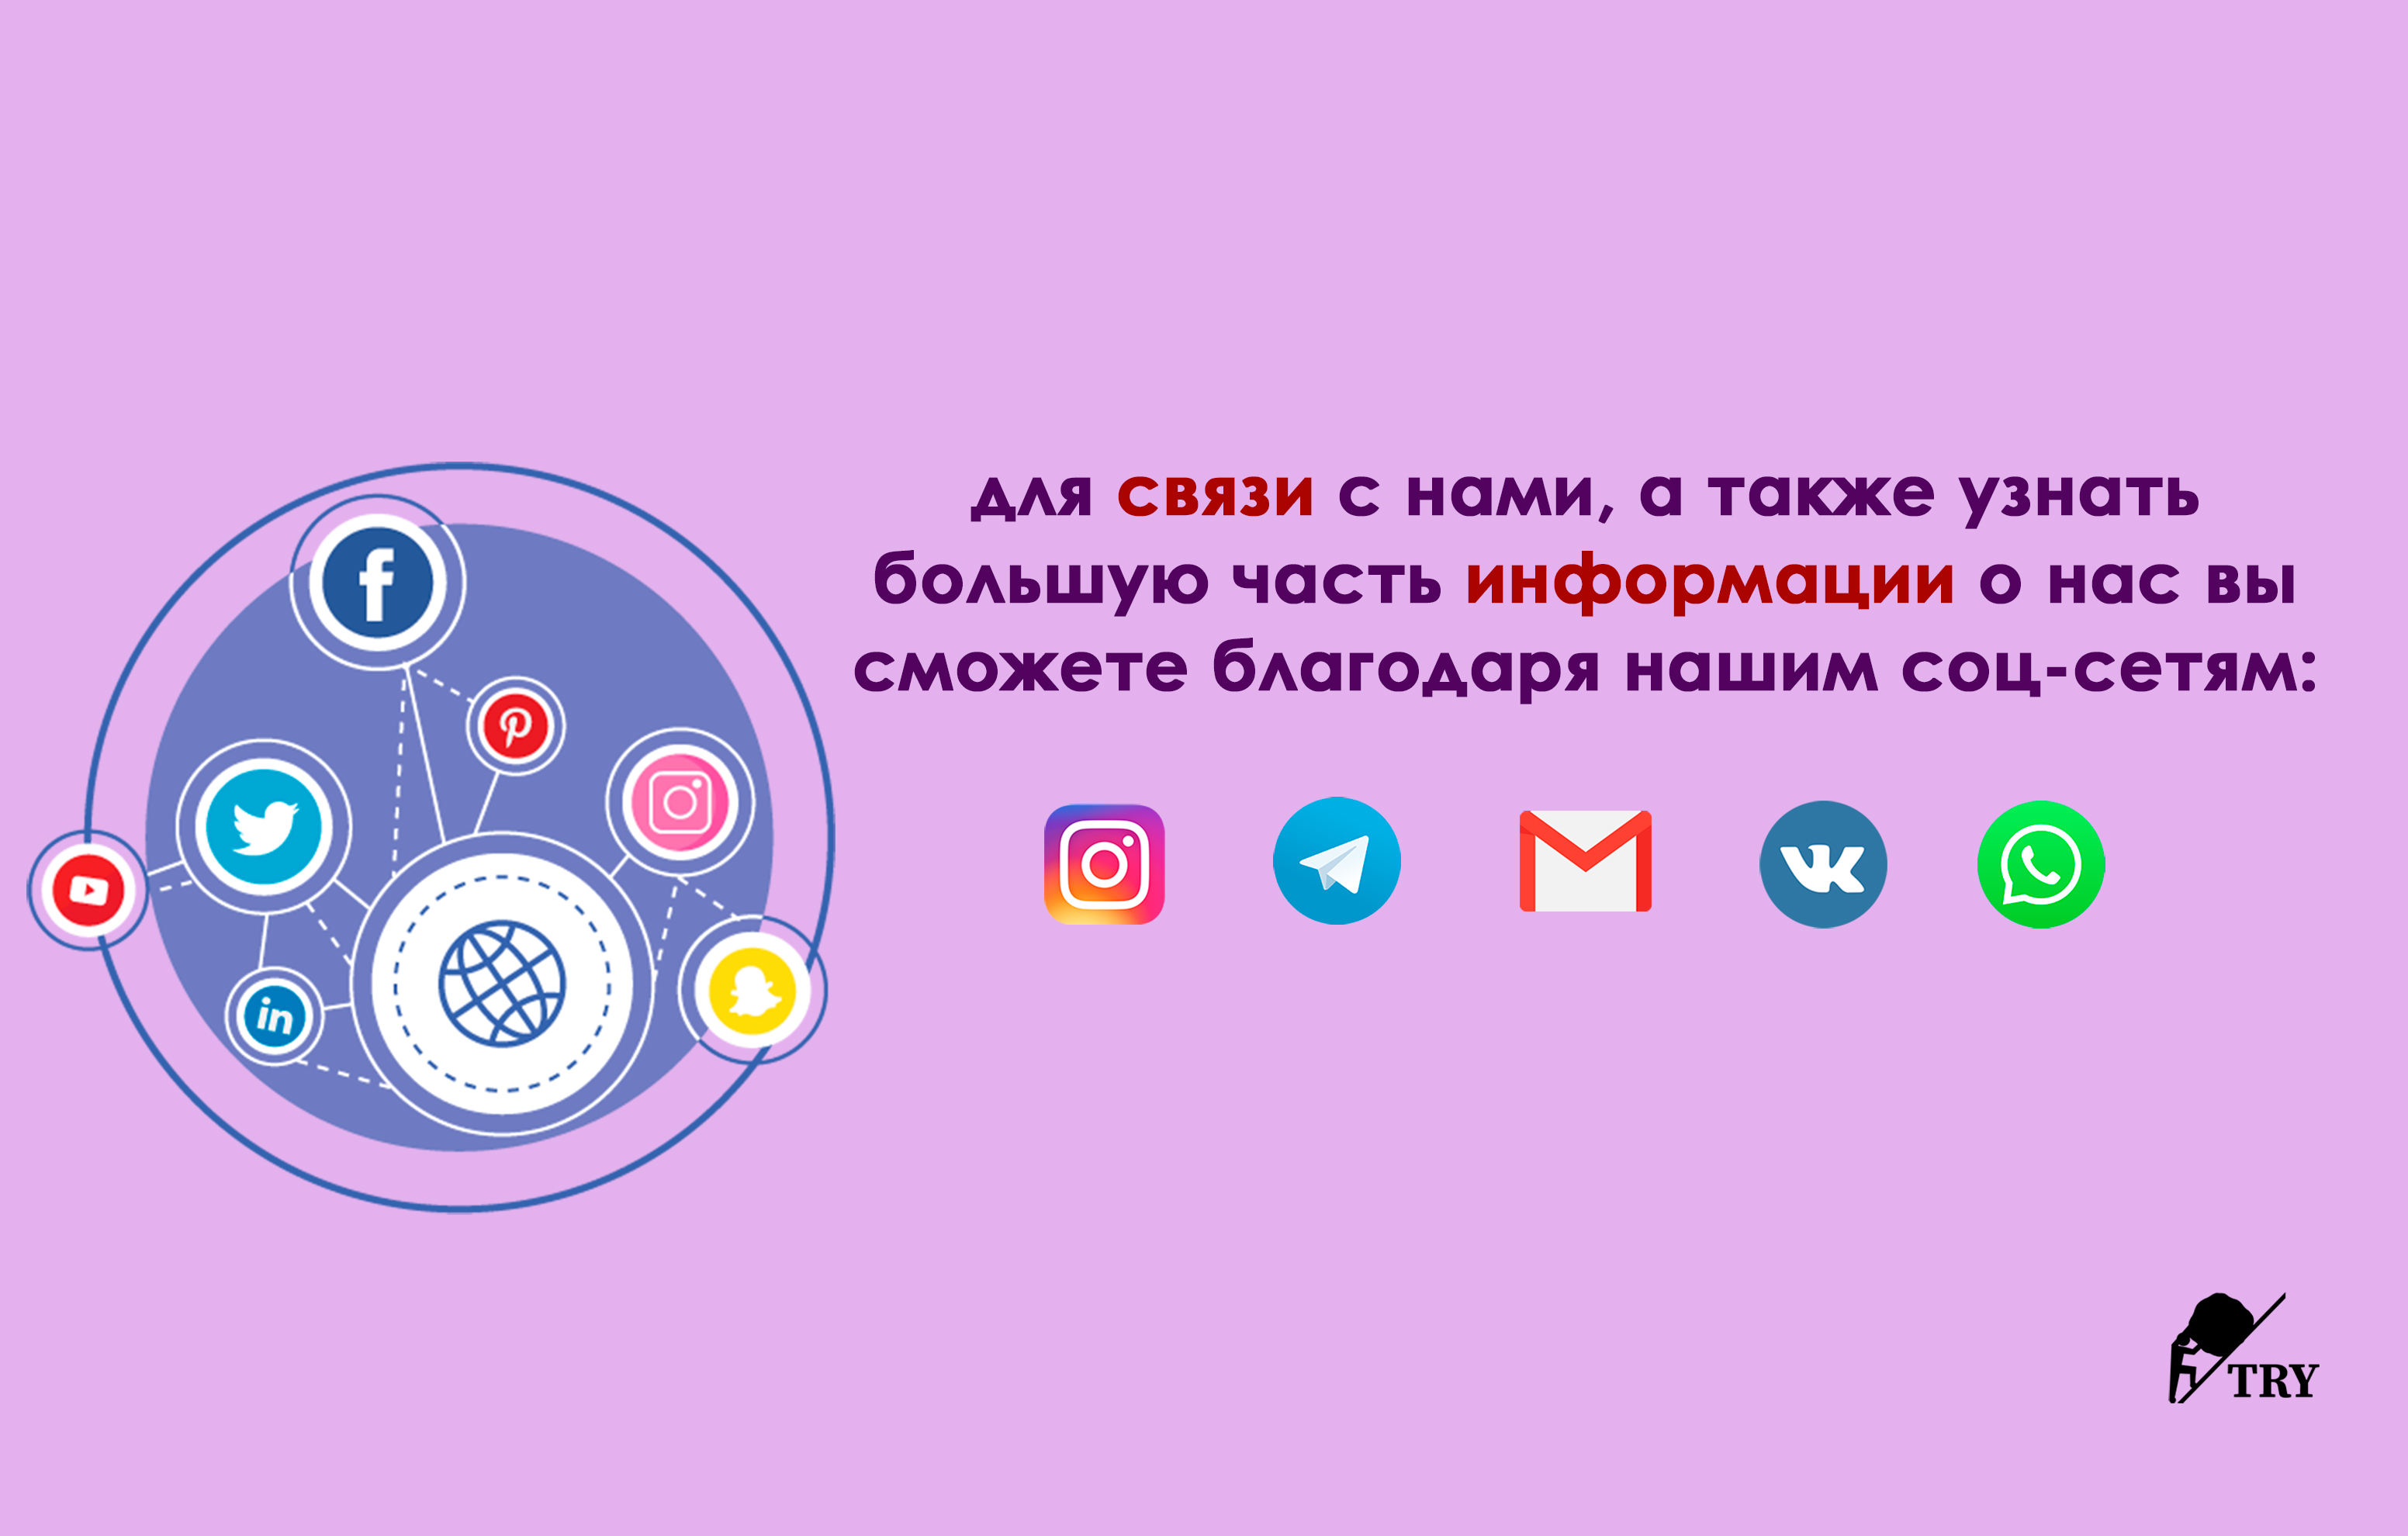 для связи с нами, а также узнать
большую часть информации о нас вы
сможете благодаря нашим соц-сетям:
TRY